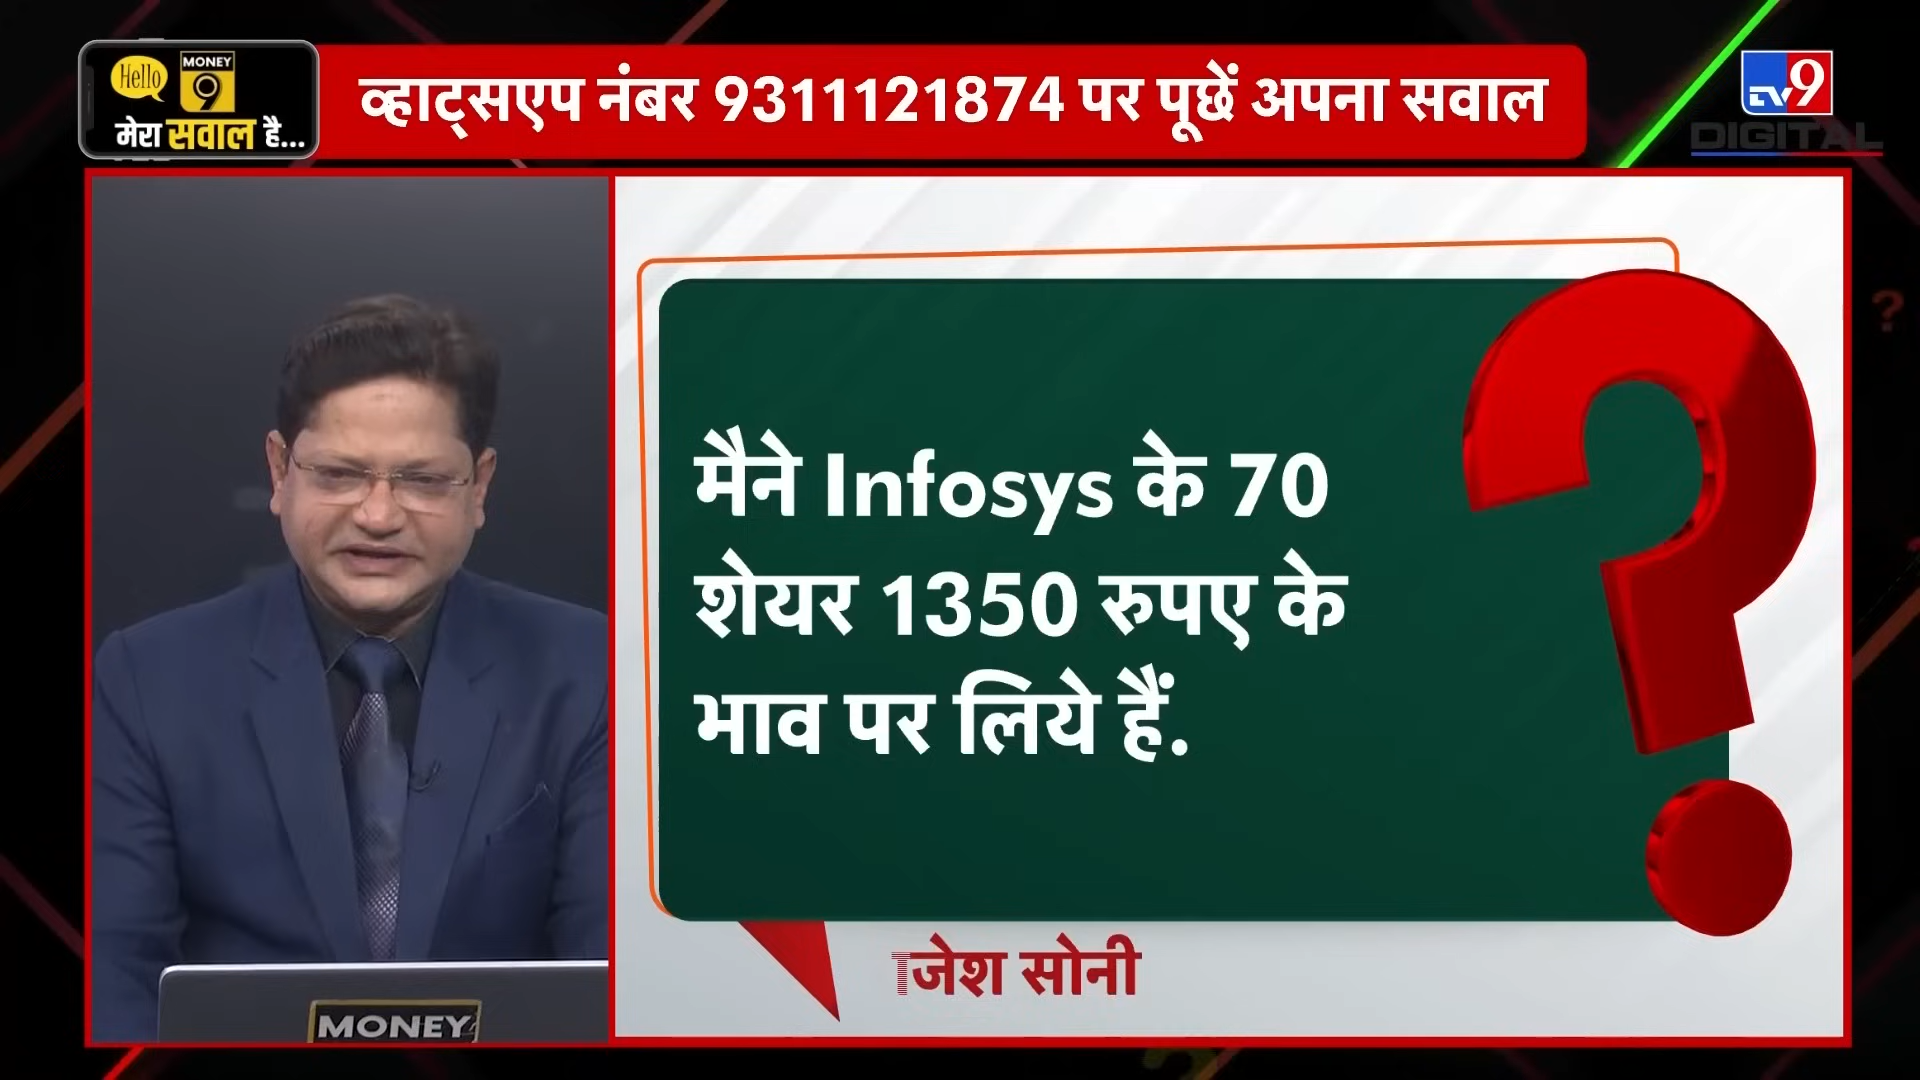 Hello
MONEY
9
मेरा सवाल है...
व्हाट्सएप नंबर 9311121874 पर पूछें अपना सवाल
TV9
DIGITAL
मैने Infosys के 70
शेयर 1350 रुपए के
भाव पर लिये हैं.
?
सोनी
MONEY